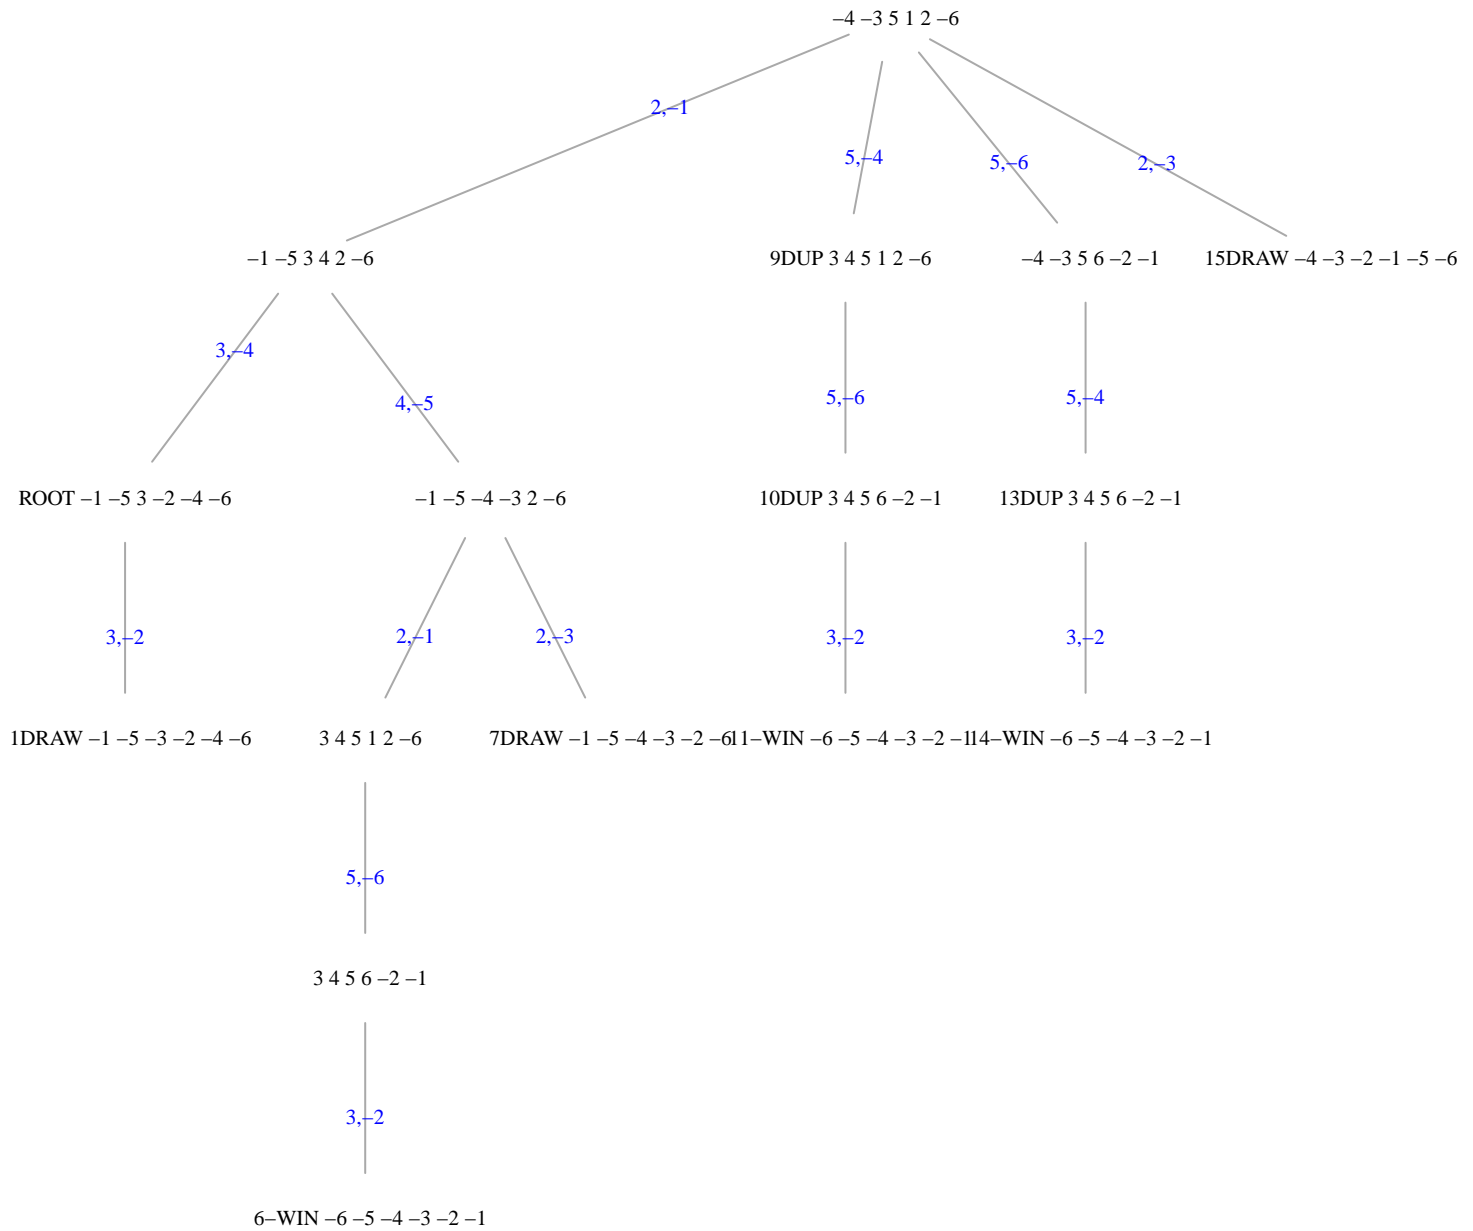 –4 –3 5 1 2 –6
2,–1
5,–4
5,–6
2,–3
–1 –5 3 4 2 –6
9DUP 3 4 5 1 2 –6
–4 –3 5 6 –2 –1
15DRAW –4 –3 –2 –1 –5 –6
3,–4
4,–5
5,–6
5,–4
ROOT –1 –5 3 –2 –4 –6
–1 –5 –4 –3 2 –6
10DUP 3 4 5 6 –2 –1
13DUP 3 4 5 6 –2 –1
3,–2
2,–1
2,–3
3,–2
3,–2
1DRAW –1 –5 –3 –2 –4 –6
3 4 5 1 2 –6
7DRAW –1 –5 –4 –3 –2 –6
11–WIN –6 –5 –4 –3 –2 –1
14–WIN –6 –5 –4 –3 –2 –1
5,–6
3 4 5 6 –2 –1
3,–2
6–WIN –6 –5 –4 –3 –2 –1